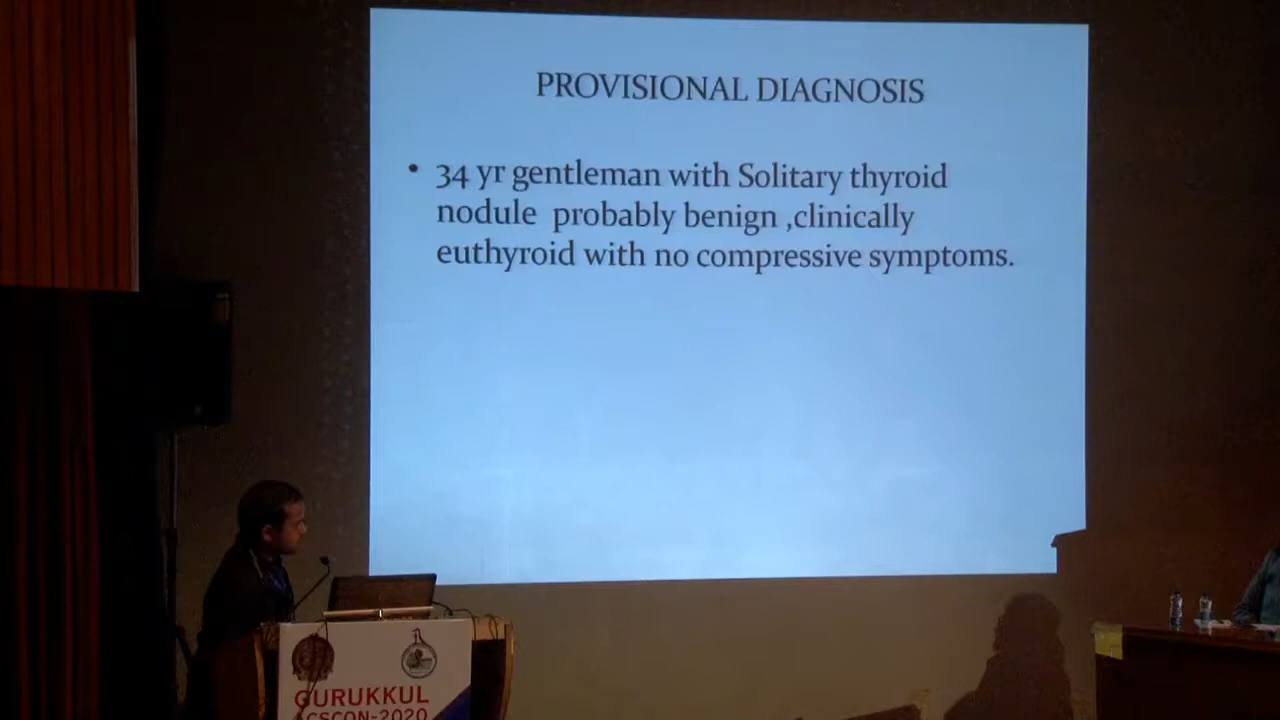 PROVISIONAL DIAGNOSIS
• 34 yr gentleman with Solitary thyroid
nodule probably benign ,clinically
euthyroid with no compressive symptoms.
GURUKKUL
CSCON-2020